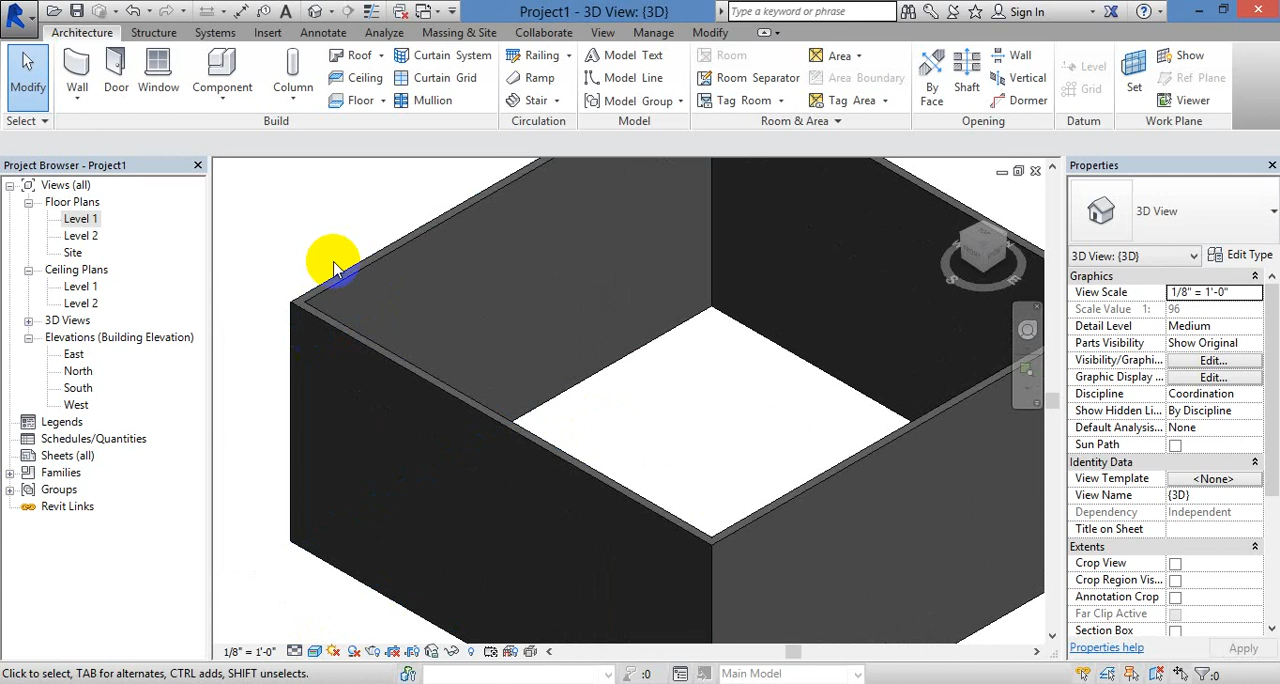 Project1 - 3D View: {3D}
Type a keyword or phrase
Sign In
Architecture Structure Systems Insert Annotate Analyze Massing & Site Collaborate View Manage Modify
Modify
Select
Wall Door Window Component Column
Roof Curtain System
Ceiling Curtain Grid
Floor Mullion
Build
Railing
Ramp
Stair
Circulation
Model Text
Model Line
Model Group
Model
Room
Room Separator
Tag Room
Area
Area Boundary
Tag Area
Room & Area
By Face
Shaft
Wall
Vertical
Dormer
Opening
Level
Grid
Datum
Set
Show
Ref Plane
Viewer
Work Plane
Project Browser - Project1
Views (all)
Floor Plans
Level 1
Level 2
Site
Ceiling Plans
Level 1
Level 2
3D Views
Elevations (Building Elevation)
East
North
South
West
Legends
Schedules/Quantities
Sheets (all)
Families
Groups
Revit Links
Properties
3D View
3D View: {3D} Edit Type
Graphics
View Scale 1/8" = 1'-0"
Scale Value 1: 96
Detail Level Medium
Parts Visibility Show Original
Visibility/Graphi... Edit...
Graphic Display ... Edit...
Discipline Coordination
Show Hidden Li... By Discipline
Default Analysis... None
Sun Path
Identity Data
View Template <None>
View Name {3D}
Dependency Independent
Title on Sheet
Extents
Crop View
Crop Region Vis...
Annotation Crop
Far Clip Active
Section Box
Properties help Apply
1/8" = 1'-0"
Click to select, TAB for alternates, CTRL adds, SHIFT unselects.
:0
Main Model
:0